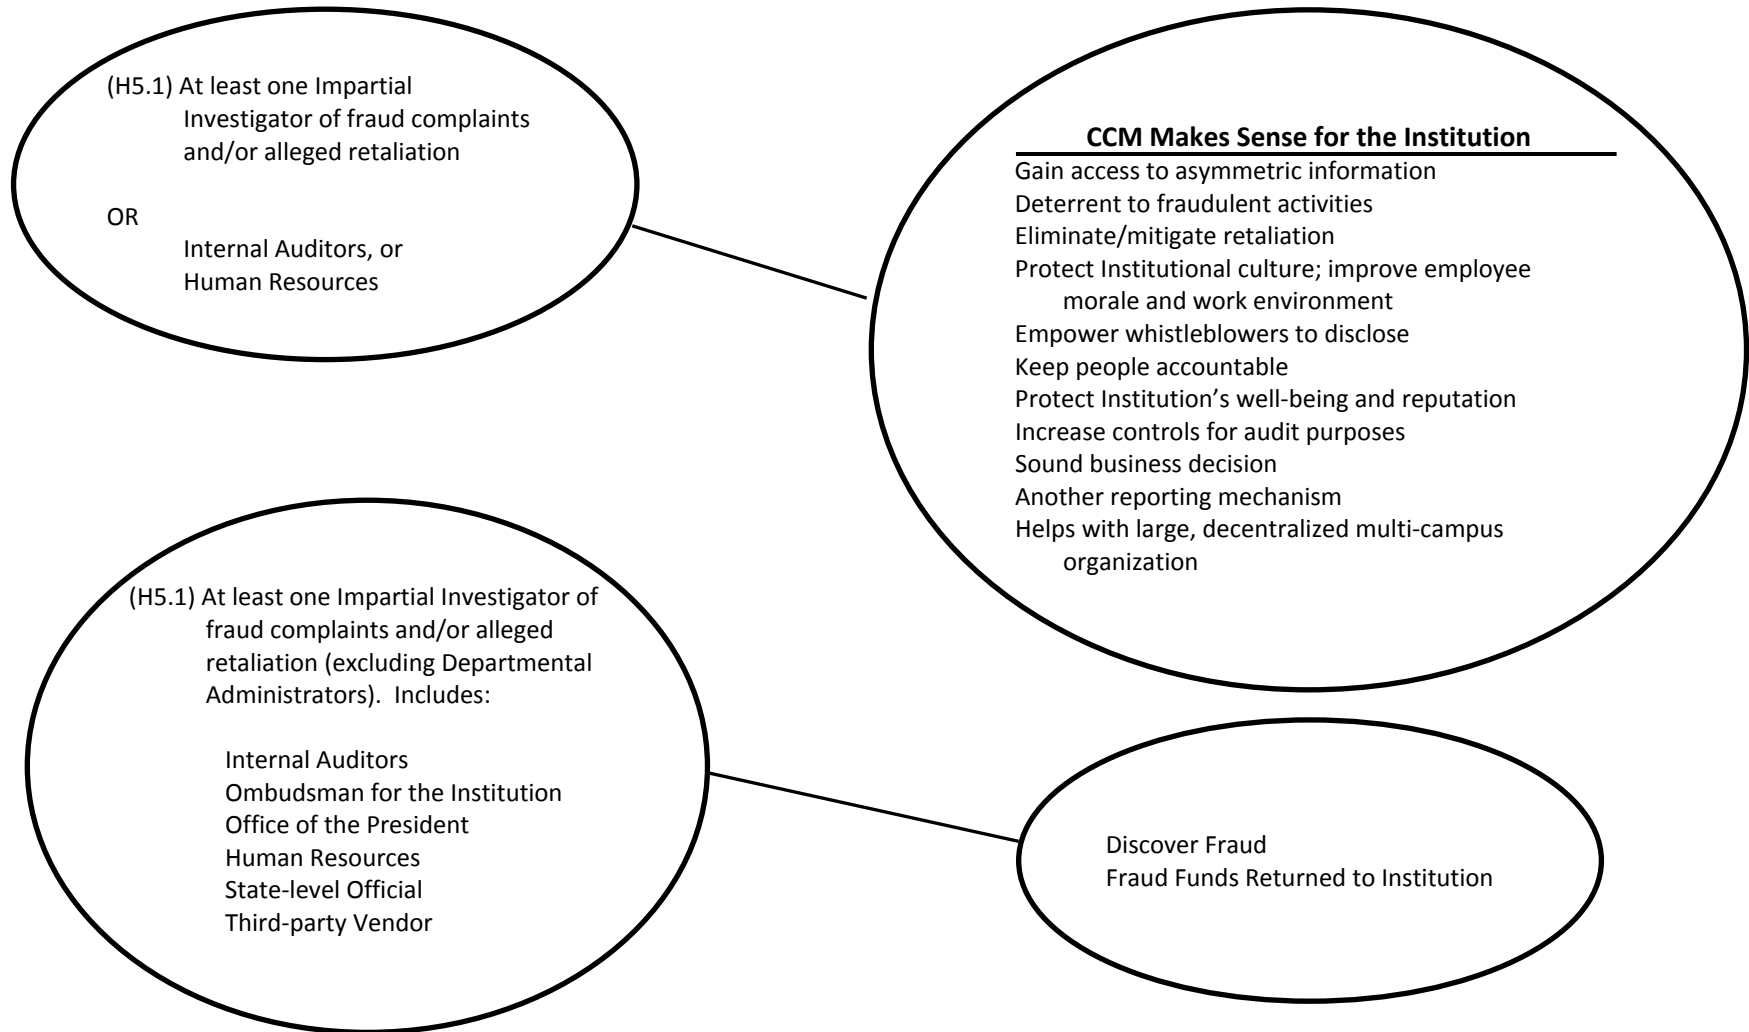 (H5.1) At least one Impartial
Investigator of fraud complaints
and/or alleged retaliation
OR
Internal Auditors, or
Human Resources
CCM Makes Sense for the Institution
Gain access to asymmetric information
Deterrent to fraudulent activities
Eliminate/mitigate retaliation
Protect Institutional culture; improve employee
morale and work environment
Empower whistleblowers to disclose
Keep people accountable
Protect Institution’s well-being and reputation
Increase controls for audit purposes
Sound business decision
Another reporting mechanism
Helps with large, decentralized multi-campus
organization
(H5.1) At least one Impartial Investigator of
fraud complaints and/or alleged
retaliation (excluding Departmental
Administrators).  Includes:
Internal Auditors
Ombudsman for the Institution
Office of the President
Human Resources
State-level Official
Third-party Vendor
Discover Fraud
Fraud Funds Returned to Institution